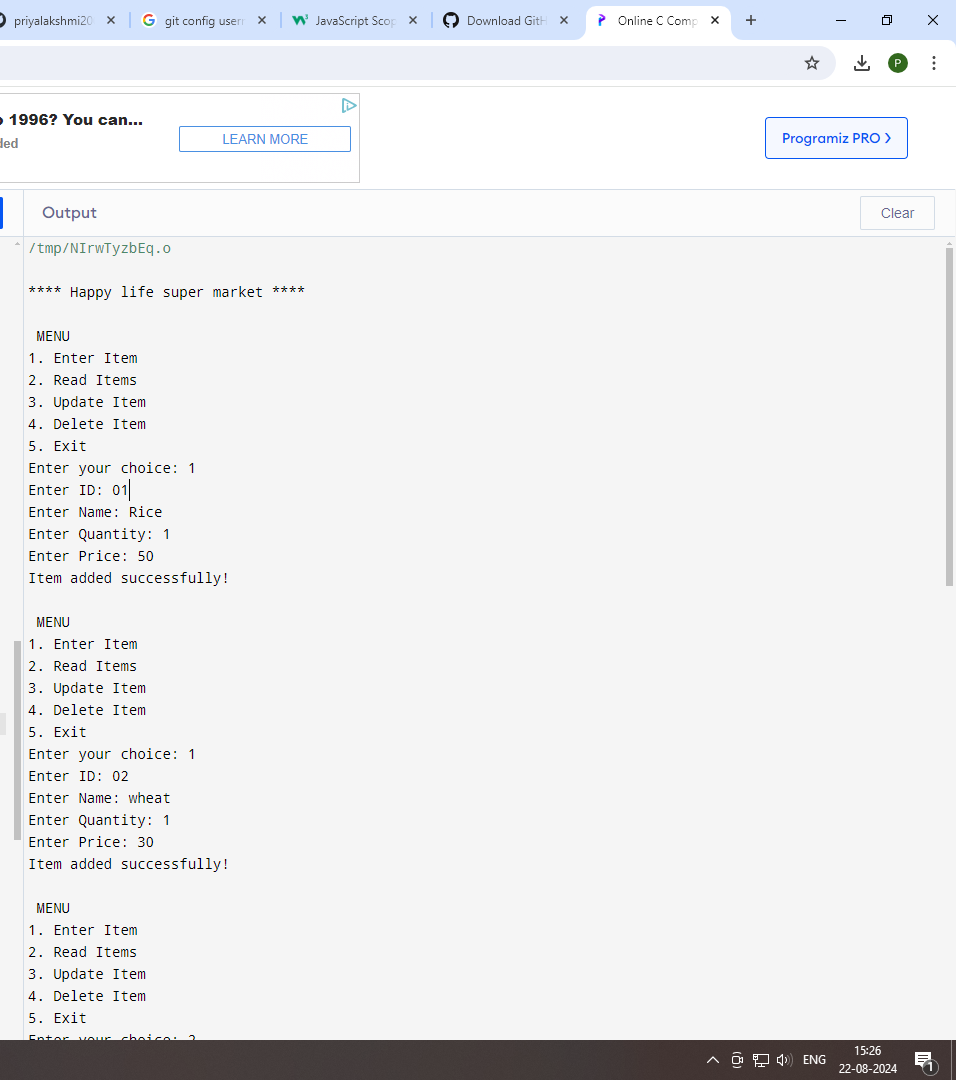 priyalakshmi20
git config usern
JavaScript Scop
Download GitH
Online C Comp
P
1996? You can...
LEARN MORE
Programiz PRO >
Output
Clear
/tmp/NIrwTyzbEq.o
**** Happy life super market ****
MENU
1. Enter Item
2. Read Items
3. Update Item
4. Delete Item
5. Exit
Enter your choice: 1
Enter ID: 01
Enter Name: Rice
Enter Quantity: 1
Enter Price: 50
Item added successfully!
MENU
1. Enter Item
2. Read Items
3. Update Item
4. Delete Item
5. Exit
Enter your choice: 1
Enter ID: 02
Enter Name: wheat
Enter Quantity: 1
Enter Price: 30
Item added successfully!
MENU
1. Enter Item
2. Read Items
3. Update Item
4. Delete Item
5. Exit
Enter your choice: 2
ENG
15:26
22-08-2024
1